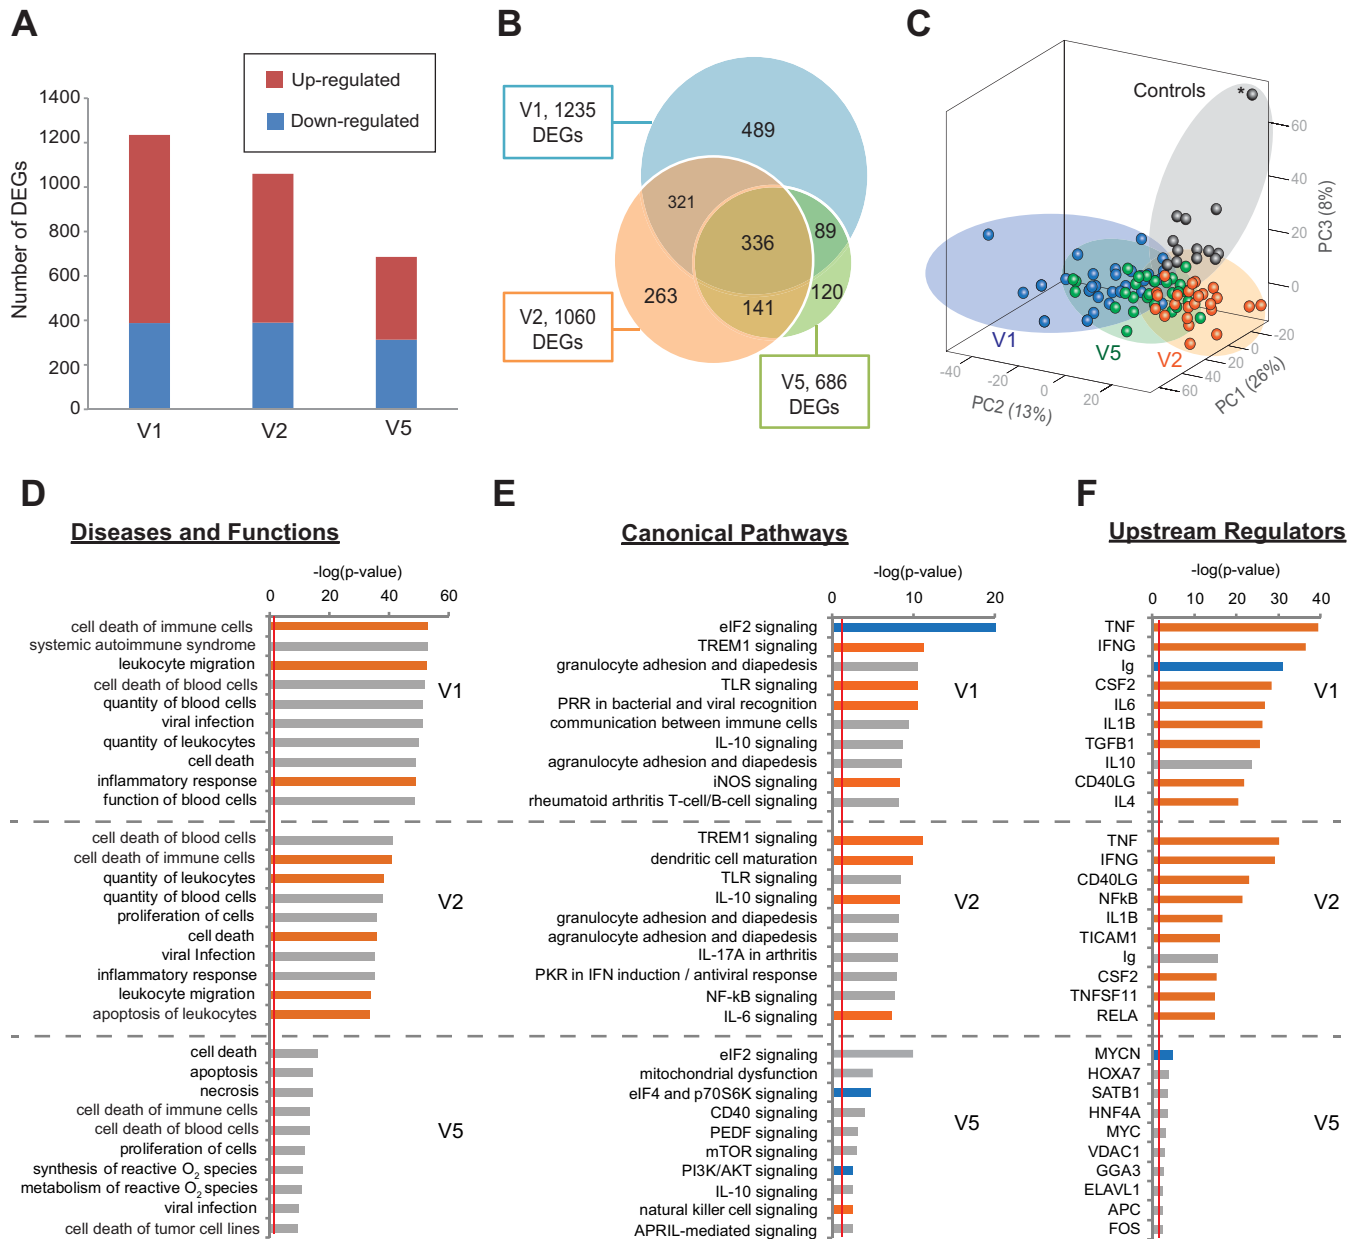 A
Up-regulated
Down-regulated
Number of DEGs
1400
1200
1000
800
600
400
200
0
V1
V2
V5
B
V1, 1235
DEGs
V2, 1060
DEGs
V5, 686
DEGs
489
321
336
89
263
141
120
C
Controls
*
V1
V5
V2
60
40
20
0
PC3 (8%)
-40
-20
0
20
PC2 (13%)
-20
0
20
40
60
PC1 (26%)
D
Diseases and Functions
-log(p-value)
0 20 40 60
cell death of immune cells
systemic autoimmune syndrome
leukocyte migration
cell death of blood cells
quantity of blood cells
viral infection
quantity of leukocytes
cell death
inflammatory response
function of blood cells
V1
cell death of blood cells
cell death of immune cells
quantity of leukocytes
quantity of blood cells
proliferation of cells
cell death
viral Infection
inflammatory response
leukocyte migration
apoptosis of leukocytes
V2
cell death
apoptosis
necrosis
cell death of immune cells
cell death of blood cells
proliferation of cells
synthesis of reactive O2 species
metabolism of reactive O2 species
viral infection
cell death of tumor cell lines
V5
E
Canonical Pathways
-log(p-value)
0 10 20
eIF2 signaling
TREM1 signaling
granulocyte adhesion and diapedesis
TLR signaling
PRR in bacterial and viral recognition
communication between immune cells
IL-10 signaling
agranulocyte adhesion and diapedesis
iNOS signaling
rheumatoid arthritis T-cell/B-cell signaling
V1
TREM1 signaling
dendritic cell maturation
TLR signaling
IL-10 signaling
granulocyte adhesion and diapedesis
agranulocyte adhesion and diapedesis
IL-17A in arthritis
PKR in IFN induction / antiviral response
NF-kB signaling
IL-6 signaling
V2
eIF2 signaling
mitochondrial dysfunction
eIF4 and p70S6K signaling
CD40 signaling
PEDF signaling
mTOR signaling
PI3K/AKT signaling
IL-10 signaling
natural killer cell signaling
APRIL-mediated signaling
V5
F
Upstream Regulators
-log(p-value)
0 10 20 30 40
TNF
IFNG
Ig
CSF2
IL6
IL1B
TGFB1
IL10
CD40LG
IL4
V1
TNF
IFNG
CD40LG
NFkB
IL1B
TICAM1
Ig
CSF2
TNFSF11
RELA
V2
MYCN
HOXA7
SATB1
HNF4A
MYC
VDAC1
GGA3
ELAVL1
APC
FOS
V5